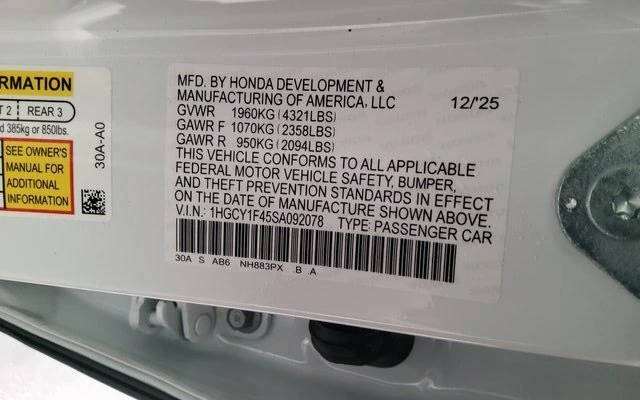 ORMATION
T 2 | REAR 3
d 385kg or 850lbs.
SEE OWNER'S
MANUAL FOR
ADDITIONAL
INFORMATION
30A-A0
MFD. BY HONDA DEVELOPMENT &
MANUFACTURING OF AMERICA, LLC 12/'25
GVWR 1960KG (4321LBS)
GAWR F 1070KG (2358LBS)
GAWR R 950KG (2094LBS)
THIS VEHICLE CONFORMS TO ALL APPLICABLE
FEDERAL MOTOR VEHICLE SAFETY, BUMPER,
AND THEFT PREVENTION STANDARDS IN EFFECT
ON THE DATE OF MANUFACTURE SHOWN ABOVE.
V.I.N.: 1HGCY1F45SA092078 TYPE: PASSENGER CAR
30A S AB6 NH883PX .B .A